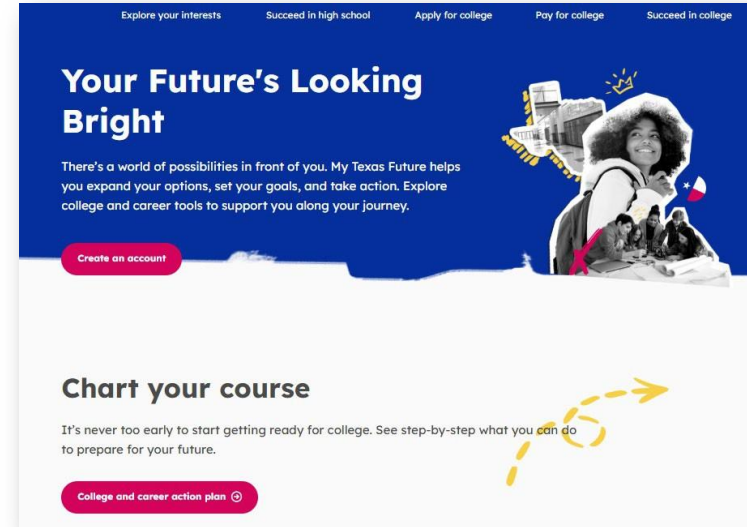 Explore your interests Succeed in high school Apply for college Pay for college Succeed in college
Your Future's Looking
Bright
There's a world of possibilities in front of you. My Texas Future helps
you expand your options, set your goals, and take action. Explore
college and career tools to support you along your journey.
Create an account
Chart your course
It's never too early to start getting ready for college. See step-by-step what you can do
to prepare for your future.
College and career action plan